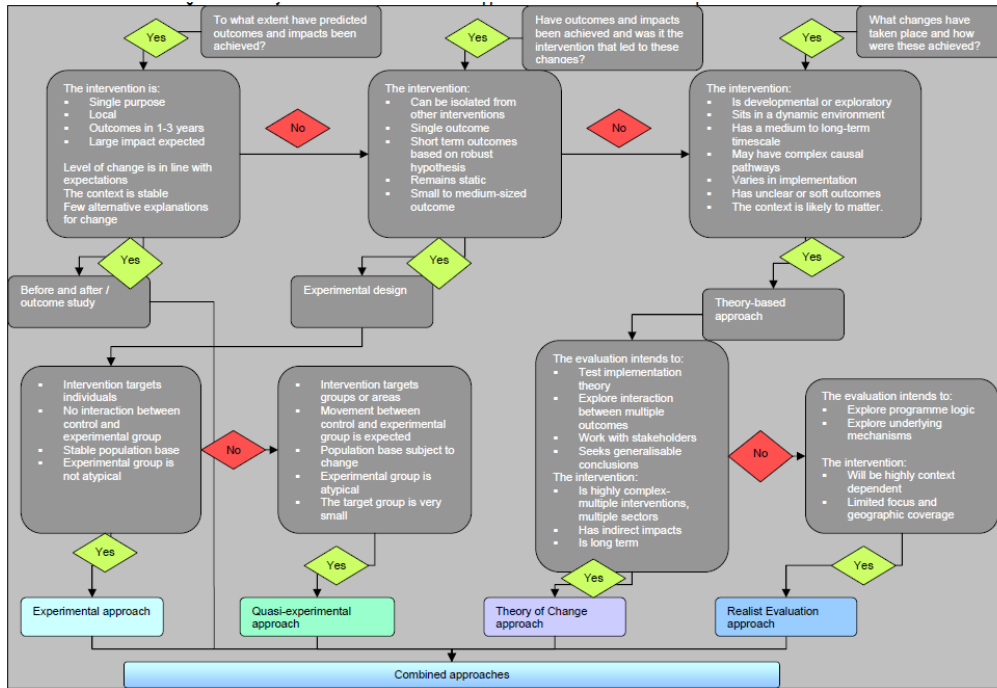 To what extent have predicted
outcomes and impacts been
achieved?
Yes
Have outcomes and impacts
been achieved and was it the
intervention that led to these
changes?
Yes
What changes have
taken place and how
were these achieved?
Yes
The intervention is:
▪ Single purpose
▪ Local
▪ Outcomes in 1-3 years
▪ Large impact expected
Level of change is in line with
expectations
The context is stable
Few alternative explanations
for change
No
The intervention:
▪ Can be isolated from
other interventions
▪ Single outcome
▪ Short term outcomes
based on robust
hypothesis
▪ Remains static
▪ Small to medium-sized
outcome
No
The intervention:
▪ Is developmental or exploratory
▪ Sits in a dynamic environment
▪ Has a medium to long-term
timescale
▪ May have complex causal
pathways
▪ Varies in implementation
▪ Has unclear or soft outcomes
▪ The context is likely to matter.
Yes
Yes
Yes
Before and after /
outcome study
Experimental design
Theory-based
approach
▪ Intervention targets
individuals
▪ No interaction between
control and
experimental group
▪ Stable population base
▪ Experimental group is
not atypical
No
▪ Intervention targets
groups or areas
▪ Movement between
control and experimental
group is expected
▪ Population base subject to
change
▪ Experimental group is
atypical
▪ The target group is very
small
The evaluation intends to:
▪ Test implementation
theory
▪ Explore interaction
between multiple
outcomes
▪ Work with stakeholders
▪ Seeks generalisable
conclusions
The intervention:
▪ Is highly complex-
multiple interventions,
multiple sectors
▪ Has indirect impacts
▪ Is long term
No
The evaluation intends to:
▪ Explore programme logic
▪ Explore underlying
mechanisms
The intervention:
▪ Will be highly context
dependent
▪ Limited focus and
geographic coverage
Yes
Yes
Yes
Yes
Experimental approach
Quasi-experimental
approach
Theory of Change
approach
Realist Evaluation
approach
Combined approaches